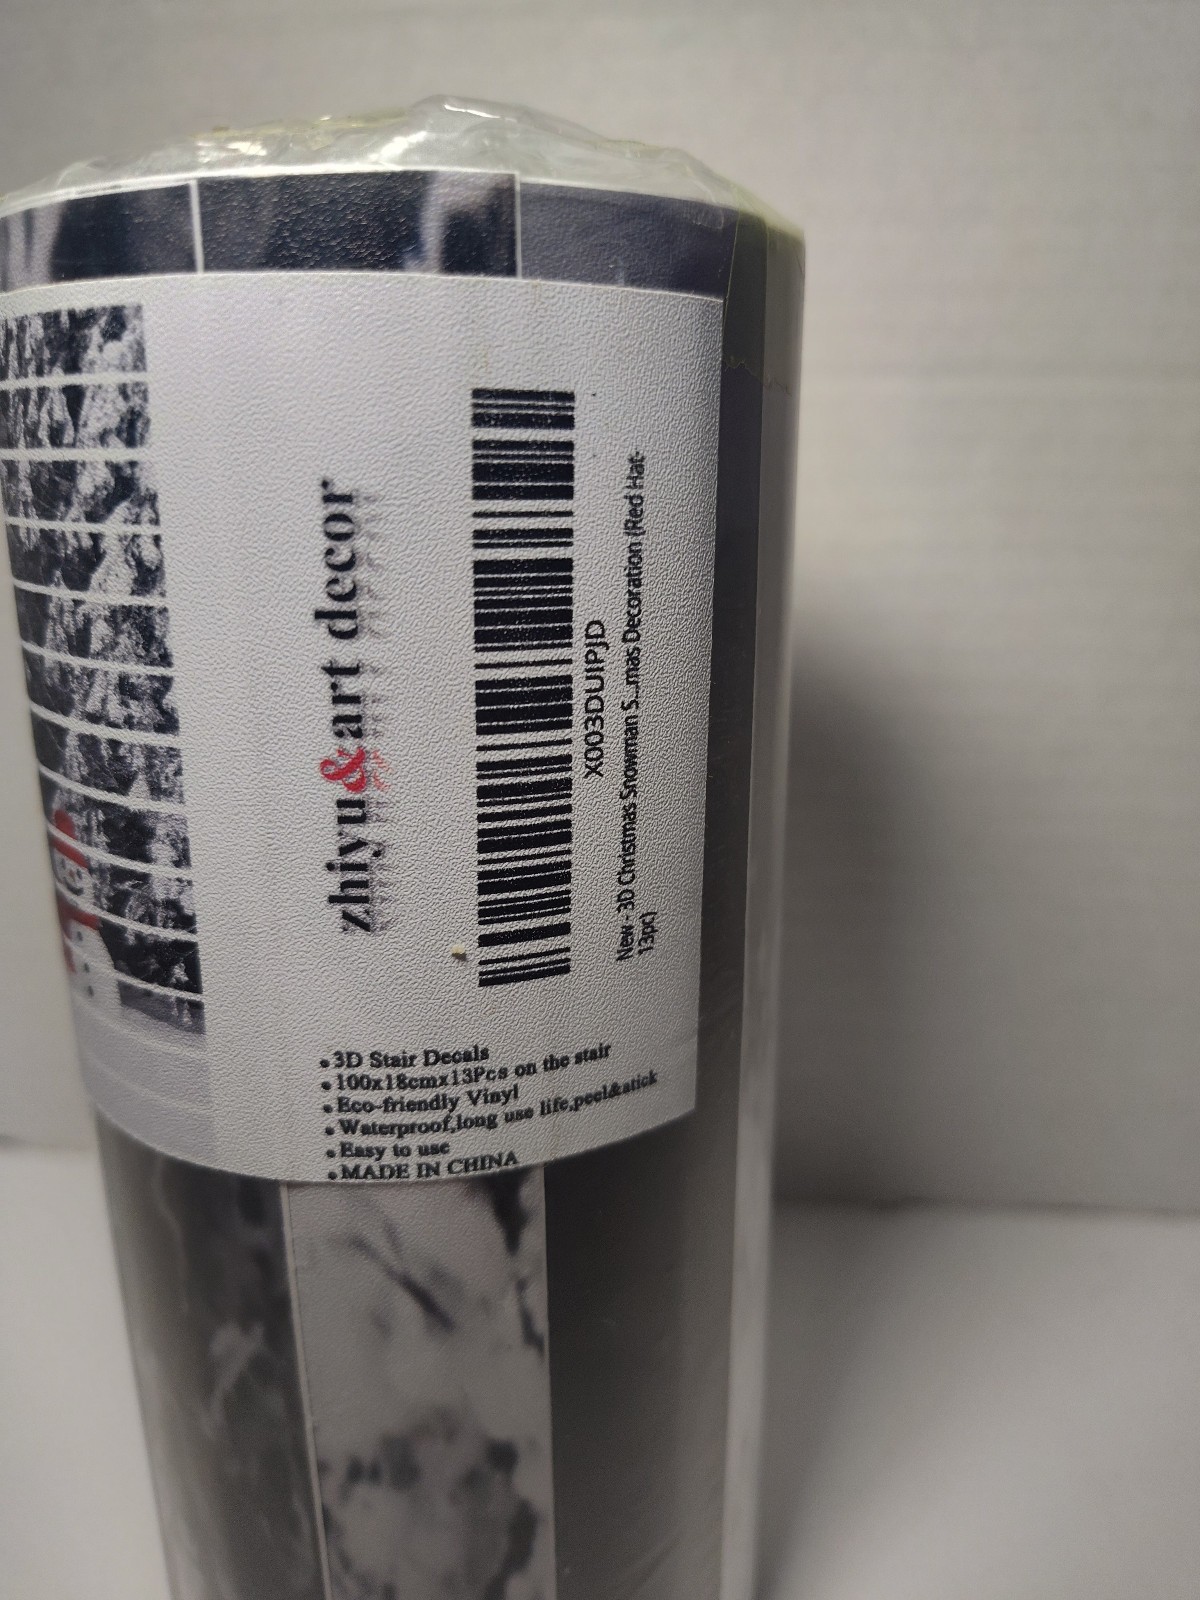 zhiyu&art decor
X003DUIPJD
New - 3D Christmas Snowman S...mas Decoration (Red Hat-
13pc)
•3D Stair Decals
•100x18cmx13Pcs on the stair
•Eco-friendly Vinyl
•Waterproof,long use life,peel&stick
•Easy to use
•MADE IN CHINA